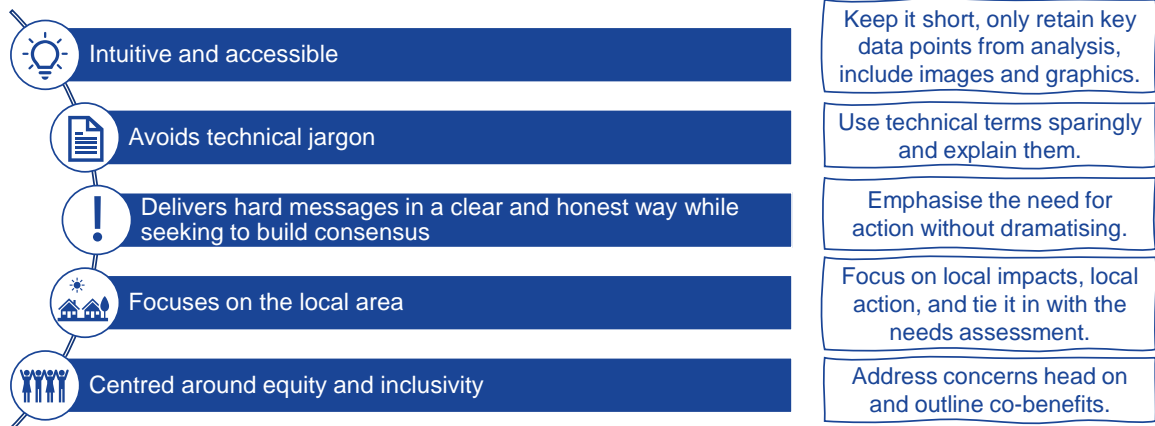 Intuitive and accessible
Keep it short, only retain key
data points from analysis,
include images and graphics.
Avoids technical jargon
Use technical terms sparingly
and explain them.
Delivers hard messages in a clear and honest way while
seeking to build consensus
Emphasise the need for
action without dramatising.
Focuses on the local area
Focus on local impacts, local
action, and tie it in with the
needs assessment.
Centred around equity and inclusivity
Address concerns head on
and outline co-benefits.